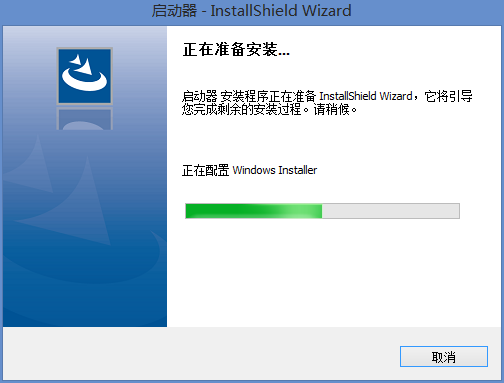 启动器 - InstallShield Wizard
正在准备安装...
启动器 安装程序正在准备 InstallShield Wizard，它将引导
您完成剩余的安装过程。请稍候。
正在配置 Windows Installer
取消